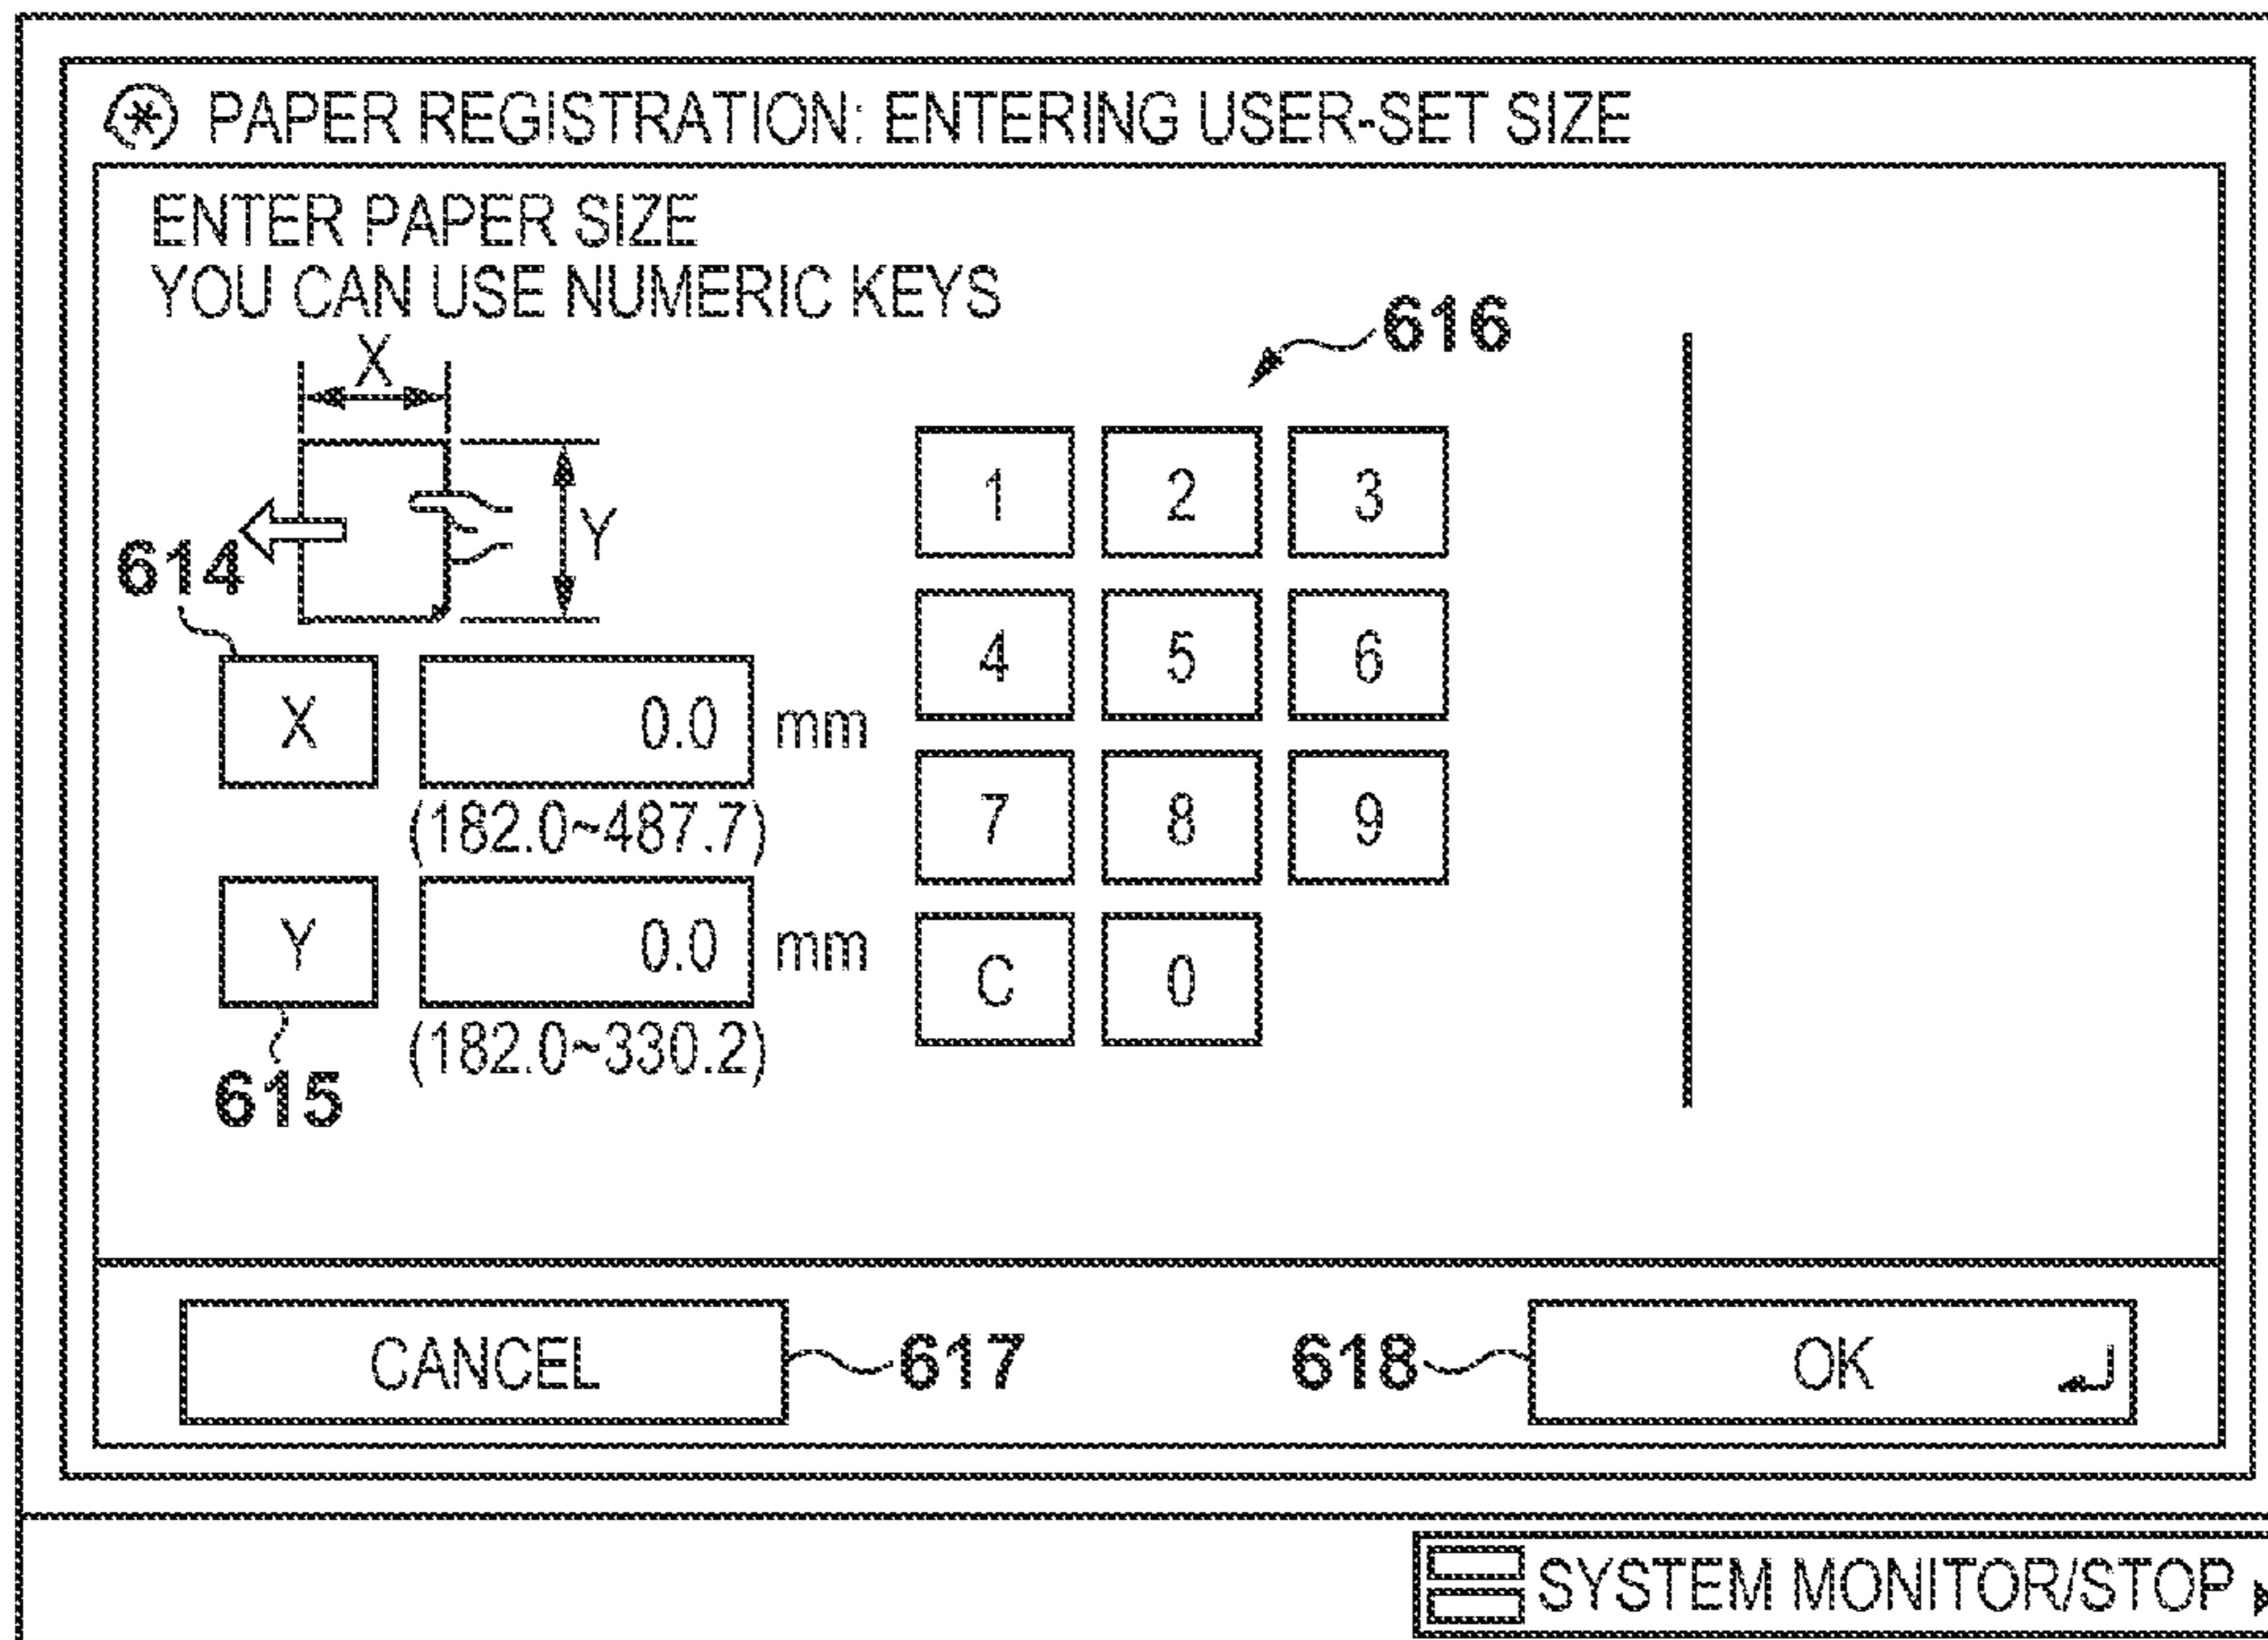 PAPER REGISTRATION: ENTERING USER-SET SIZE
ENTER PAPER SIZE
YOU CAN USE NUMERIC KEYS
616
X
Y
614
1 2 3
4 5 6
7 8 9
C 0
X 0.0 mm
(182.0~487.7)
Y 0.0 mm
(182.0~330.2)
615
CANCEL 617 618 OK
SYSTEM MONITOR/STOP